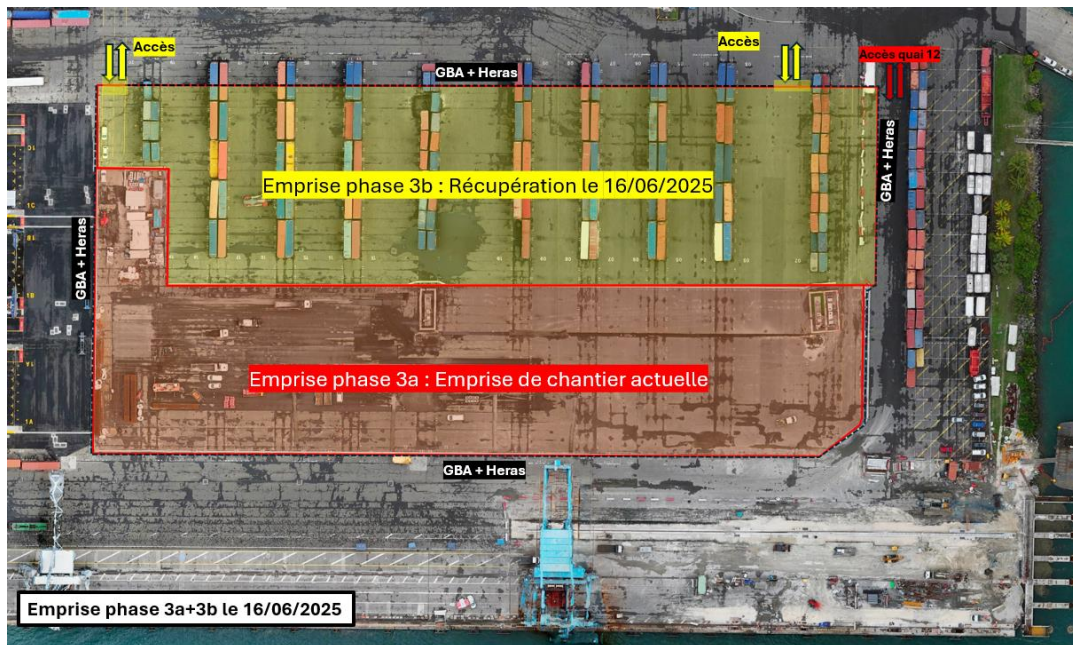 Accès
Accès
Accès quai 12
GBA + Heras
GBA + Heras
Emprise phase 3b : Récupération le 16/06/2025
GBA + Heras
Emprise phase 3a : Emprise de chantier actuelle
GBA + Heras
Emprise phase 3a+3b le 16/06/2025